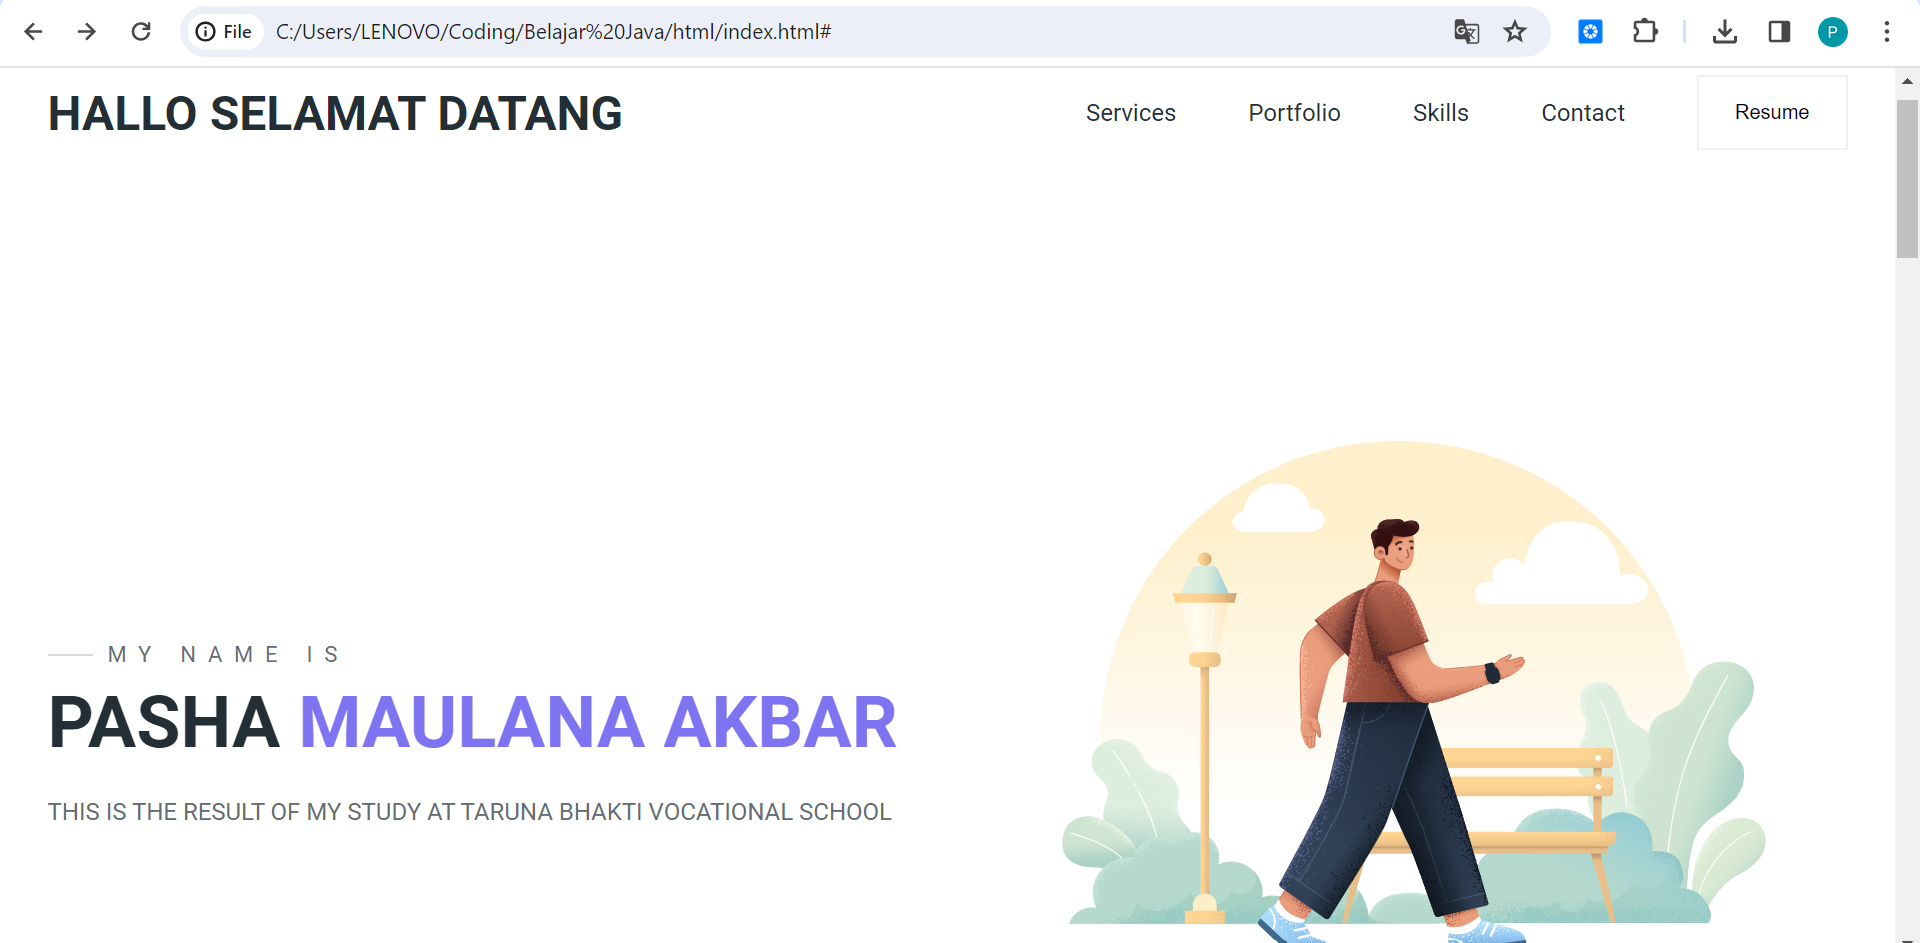 File C:/Users/LENOVO/Coding/Belajar%20Java/html/index.html#
P
HALLO SELAMAT DATANG
Services Portfolio Skills Contact Resume
MY NAME IS
PASHA MAULANA AKBAR
THIS IS THE RESULT OF MY STUDY AT TARUNA BHAKTI VOCATIONAL SCHOOL